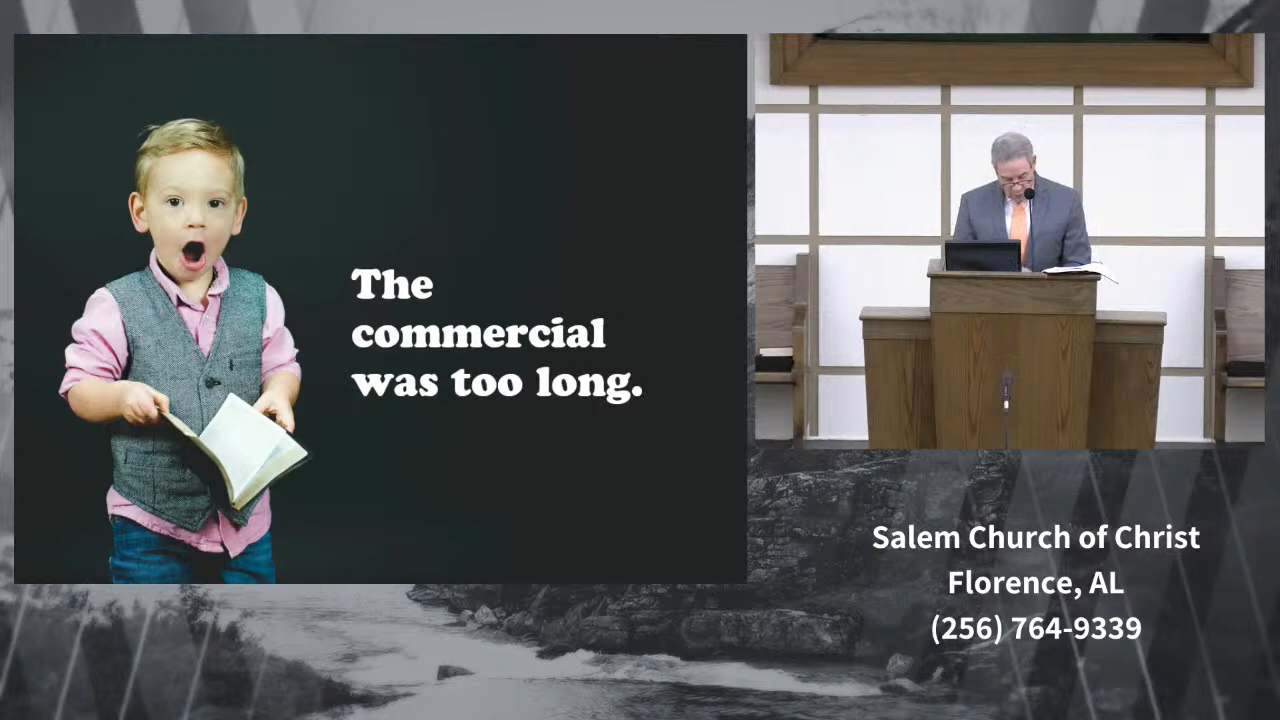 The
commercial
was too long.
Salem Church of Christ
Florence, AL
(256) 764-9339